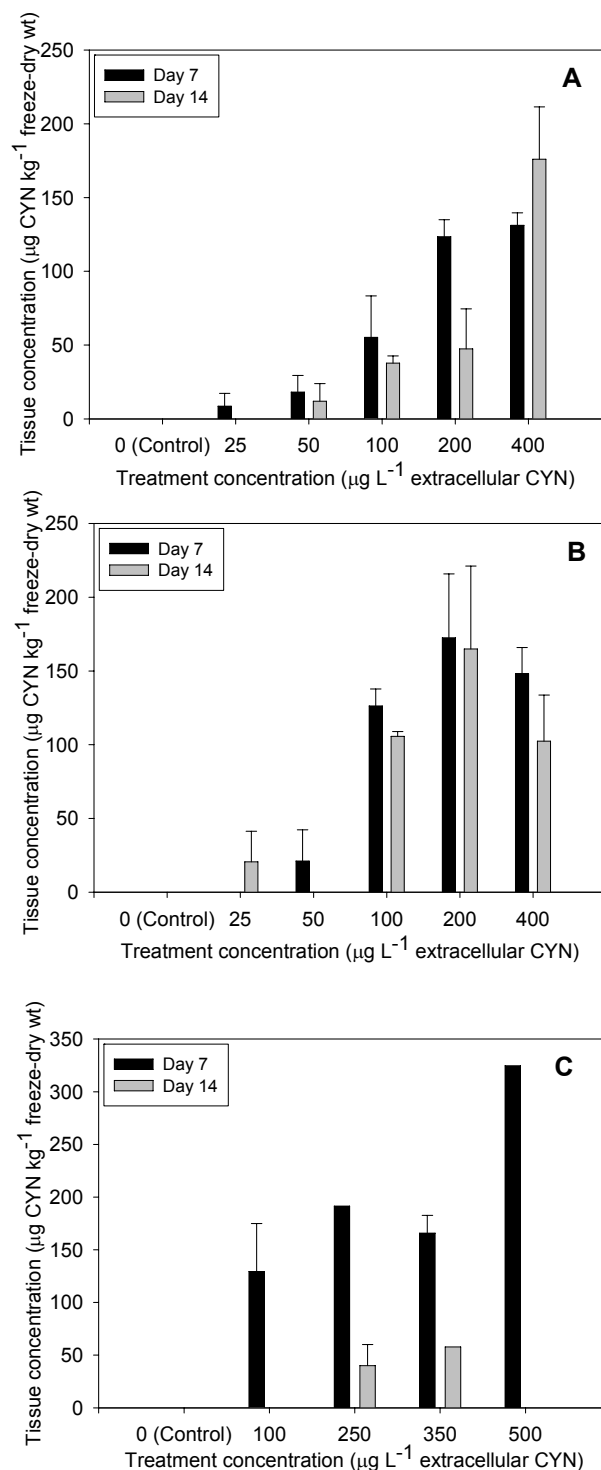 A
Day 7
Day 14
250
200
150
100
50
0
Tissue concentration (µg CYN kg⁻¹ freeze-dry wt)
0 (Control) 25 50 100 200 400
Treatment concentration (µg L⁻¹ extracellular CYN)
B
Day 7
Day 14
250
200
150
100
50
0
Tissue concentration (µg CYN kg⁻¹ freeze-dry wt)
0 (Control) 25 50 100 200 400
Treatment concentration (µg L⁻¹ extracellular CYN)
C
Day 7
Day 14
350
300
250
200
150
100
50
0
Tissue concentration (µg CYN kg⁻¹ freeze-dry wt)
0 (Control) 100 250 350 500
Treatment concentration (µg L⁻¹ extracellular CYN)